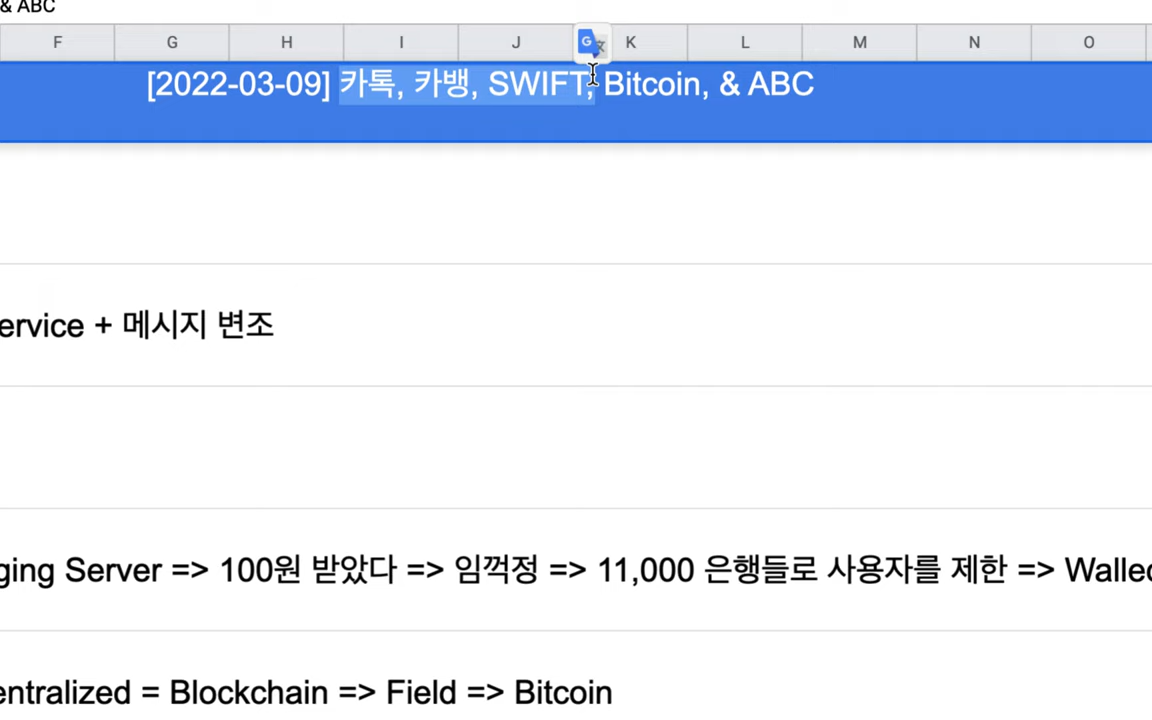 & ABC
F G H I J K L M N O
[2022-03-09] 카톡, 카뱅, SWIFT, Bitcoin, & ABC
ervice + 메시지 변조
ging Server => 100원 받았다 => 임꺽정 => 11,000 은행들로 사용자를 제한 => Walled
entralized = Blockchain => Field => Bitcoin